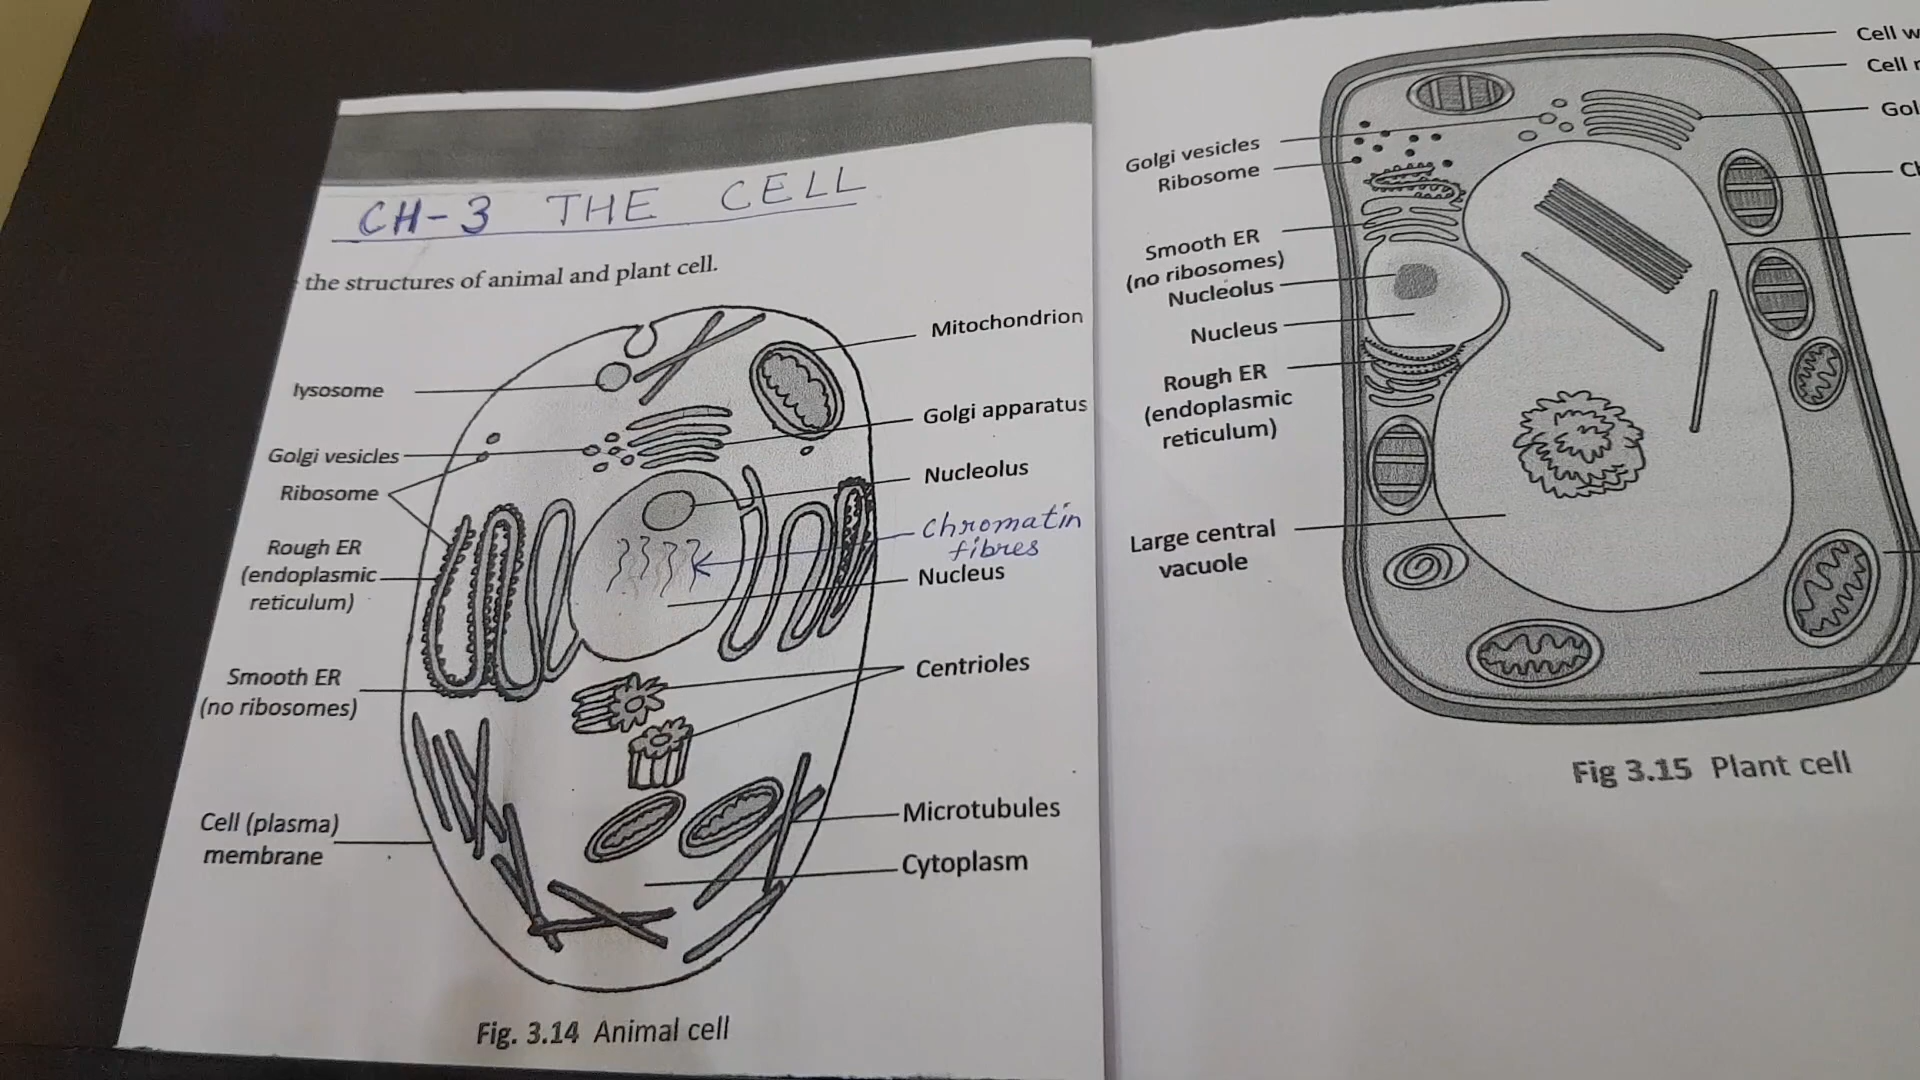 CH-3 THE CELL
the structures of animal and plant cell.
lysosome
Golgi vesicles
Ribosome
Rough ER
(endoplasmic
reticulum)
Smooth ER
(no ribosomes)
Cell (plasma)
membrane
Mitochondrion
Golgi apparatus
Nucleolus
chromatin
fibres
Nucleus
Centrioles
Microtubules
Cytoplasm
Fig. 3.14 Animal cell
Golgi vesicles
Ribosome
Smooth ER
(no ribosomes)
Nucleolus
Nucleus
Rough ER
(endoplasmic
reticulum)
Large central
vacuole
Cell
Cell
Fig 3.15 Plant cell